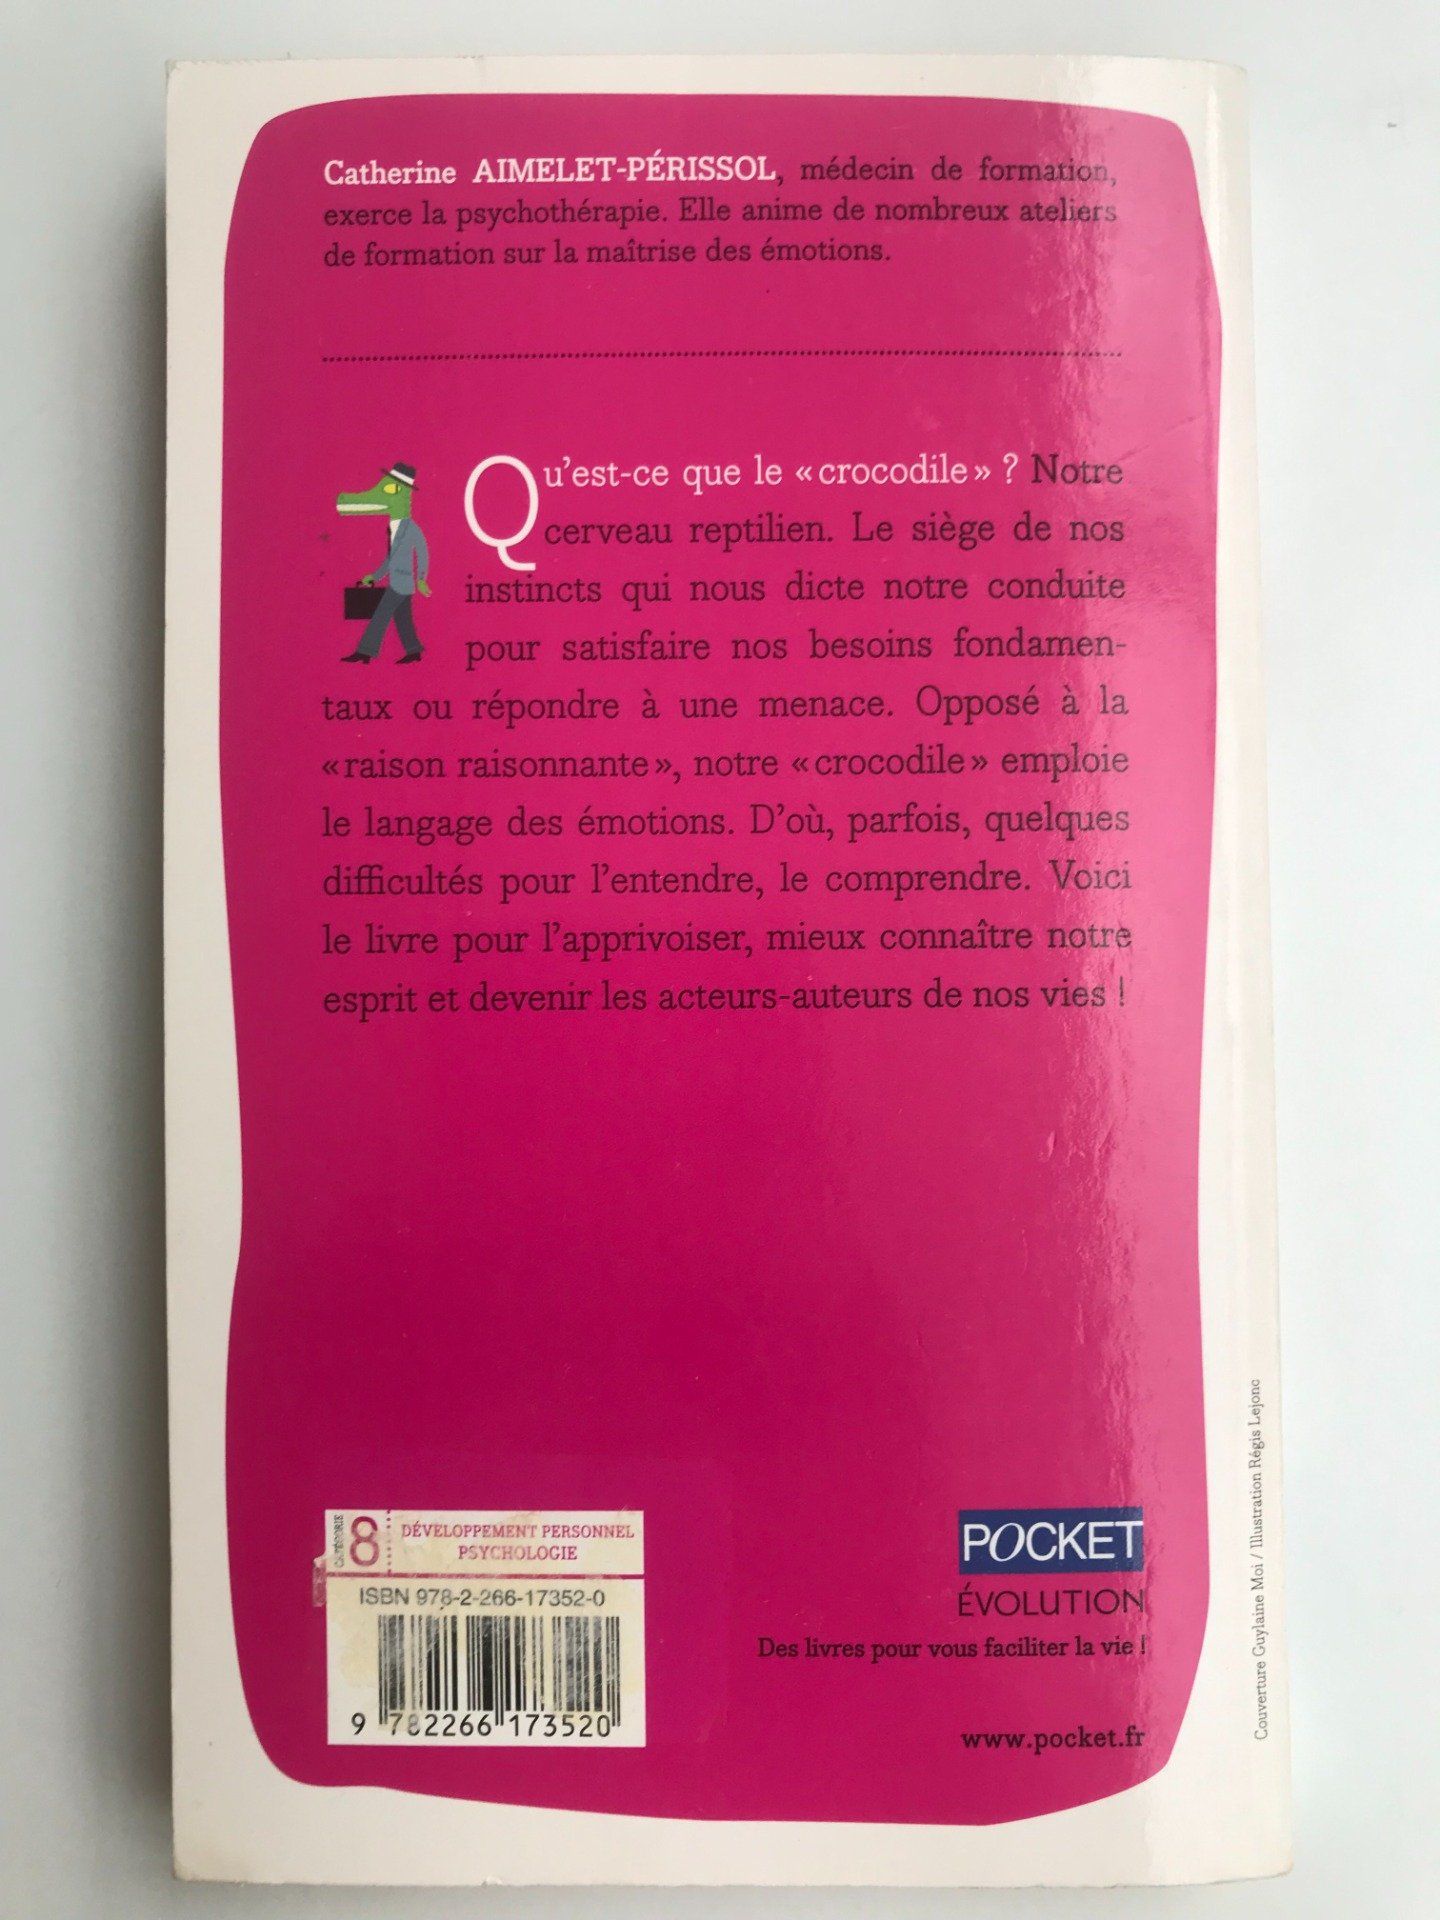 Catherine AIMELET-PÉRISSOL, médecin de formation,
exerce la psychothérapie. Elle anime de nombreux ateliers
de formation sur la maîtrise des émotions.
Qu'est-ce que le «crocodile» ? Notre
cerveau reptilien. Le siège de nos
instincts qui nous dicte notre conduite
pour satisfaire nos besoins fondamen-
taux ou répondre à une menace. Opposé à la
«raison raisonnante», notre «crocodile» emploie
le langage des émotions. D'où, parfois, quelques
difficultés pour l'entendre, le comprendre. Voici
le livre pour l'apprivoiser, mieux connaître notre
esprit et devenir les acteurs-auteurs de nos vies !
CATÉGORIE
8
DÉVELOPPEMENT PERSONNEL
PSYCHOLOGIE
ISBN 978-2-266-17352-0
9 782266 173520
POCKET
ÉVOLUTION
Des livres pour vous faciliter la vie !
www.pocket.fr
Couverture Guylaine Moi / Illustration Régis Lejonc